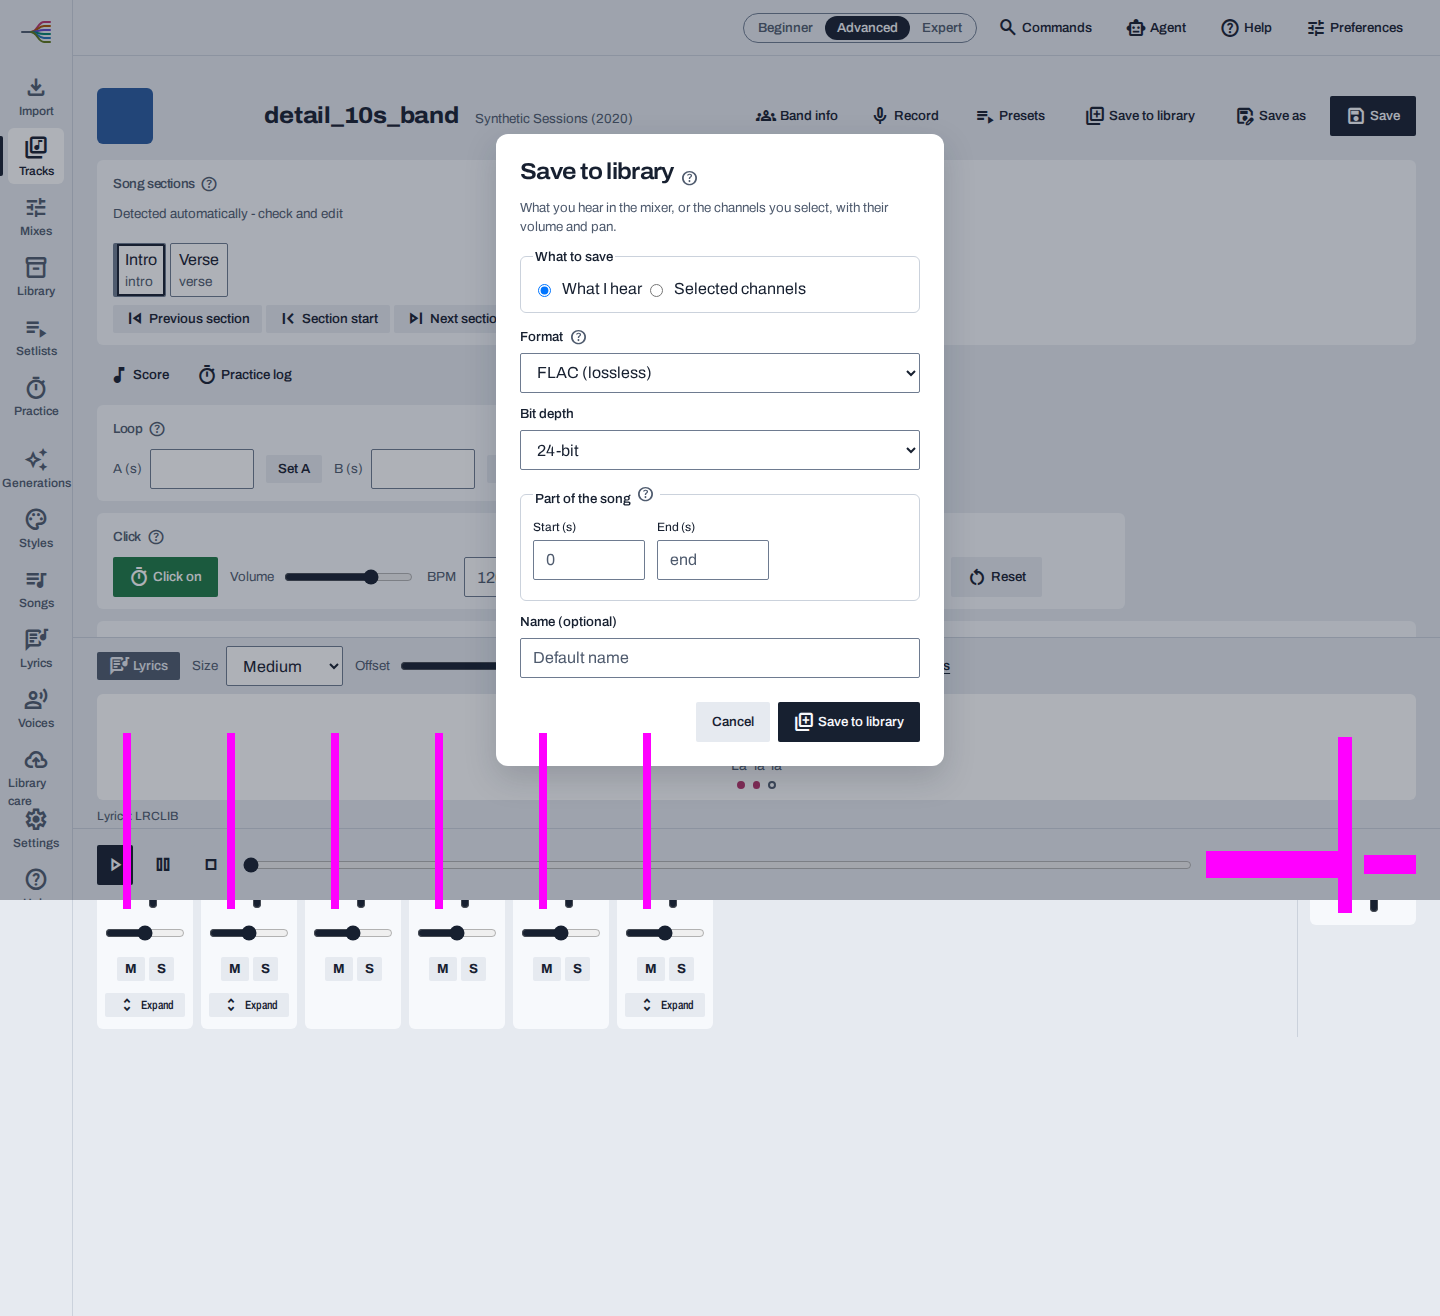 Beginner Advanced Expert Commands Agent Help Preferences
Import
Tracks
Mixes
Library
Setlists
Practice
Generations
Styles
Songs
Lyrics
Voices
Library
care
Settings
detail_10s_band Synthetic Sessions (2020) Band info Record Presets Save to library Save as Save
Song sections
Detected automatically - check and edit
Intro
intro
Verse
verse
Previous section Section start Next sectio
Score Practice log
Loop
A (s) Set A B (s)
Click
Click on Volume BPM 12 Reset
Lyrics Size Medium Offset s
Save to library
What you hear in the mixer, or the channels you select, with their
volume and pan.
What to save
What I hear Selected channels
Format
FLAC (lossless)
Bit depth
24-bit
Part of the song
Start (s) End (s)
0 end
Name (optional)
Default name
Cancel Save to library
La la la
LRCLIB
M S M S M S M S M S M S
Expand Expand Expand